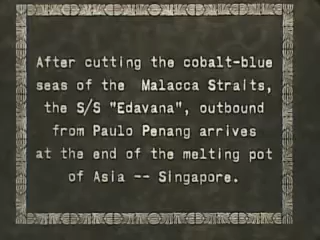 After cutting the cobalt-blue
seas of the Malacca Straits,
the S/S "Edavana", outbound
from Paulo Penang arrives
at the end of the melting pot
of Asia -- Singapore.